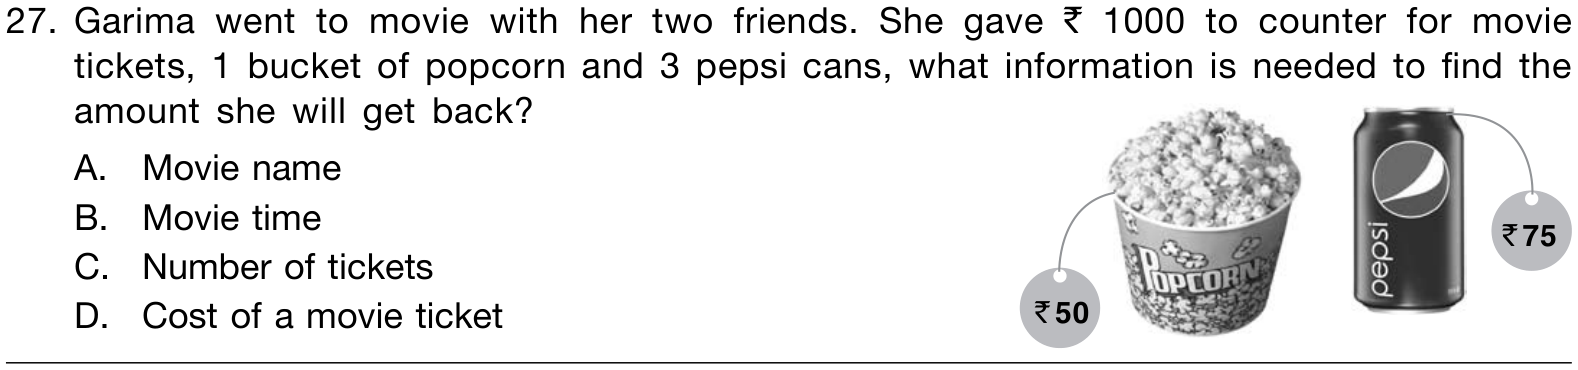 27. Garima went to movie with her two friends. She gave ₹ 1000 to counter for movie
tickets, 1 bucket of popcorn and 3 pepsi cans, what information is needed to find the
amount she will get back?
A. Movie name
B. Movie time
C. Number of tickets
D. Cost of a movie ticket
POPCORN
₹50
pepsi
₹75